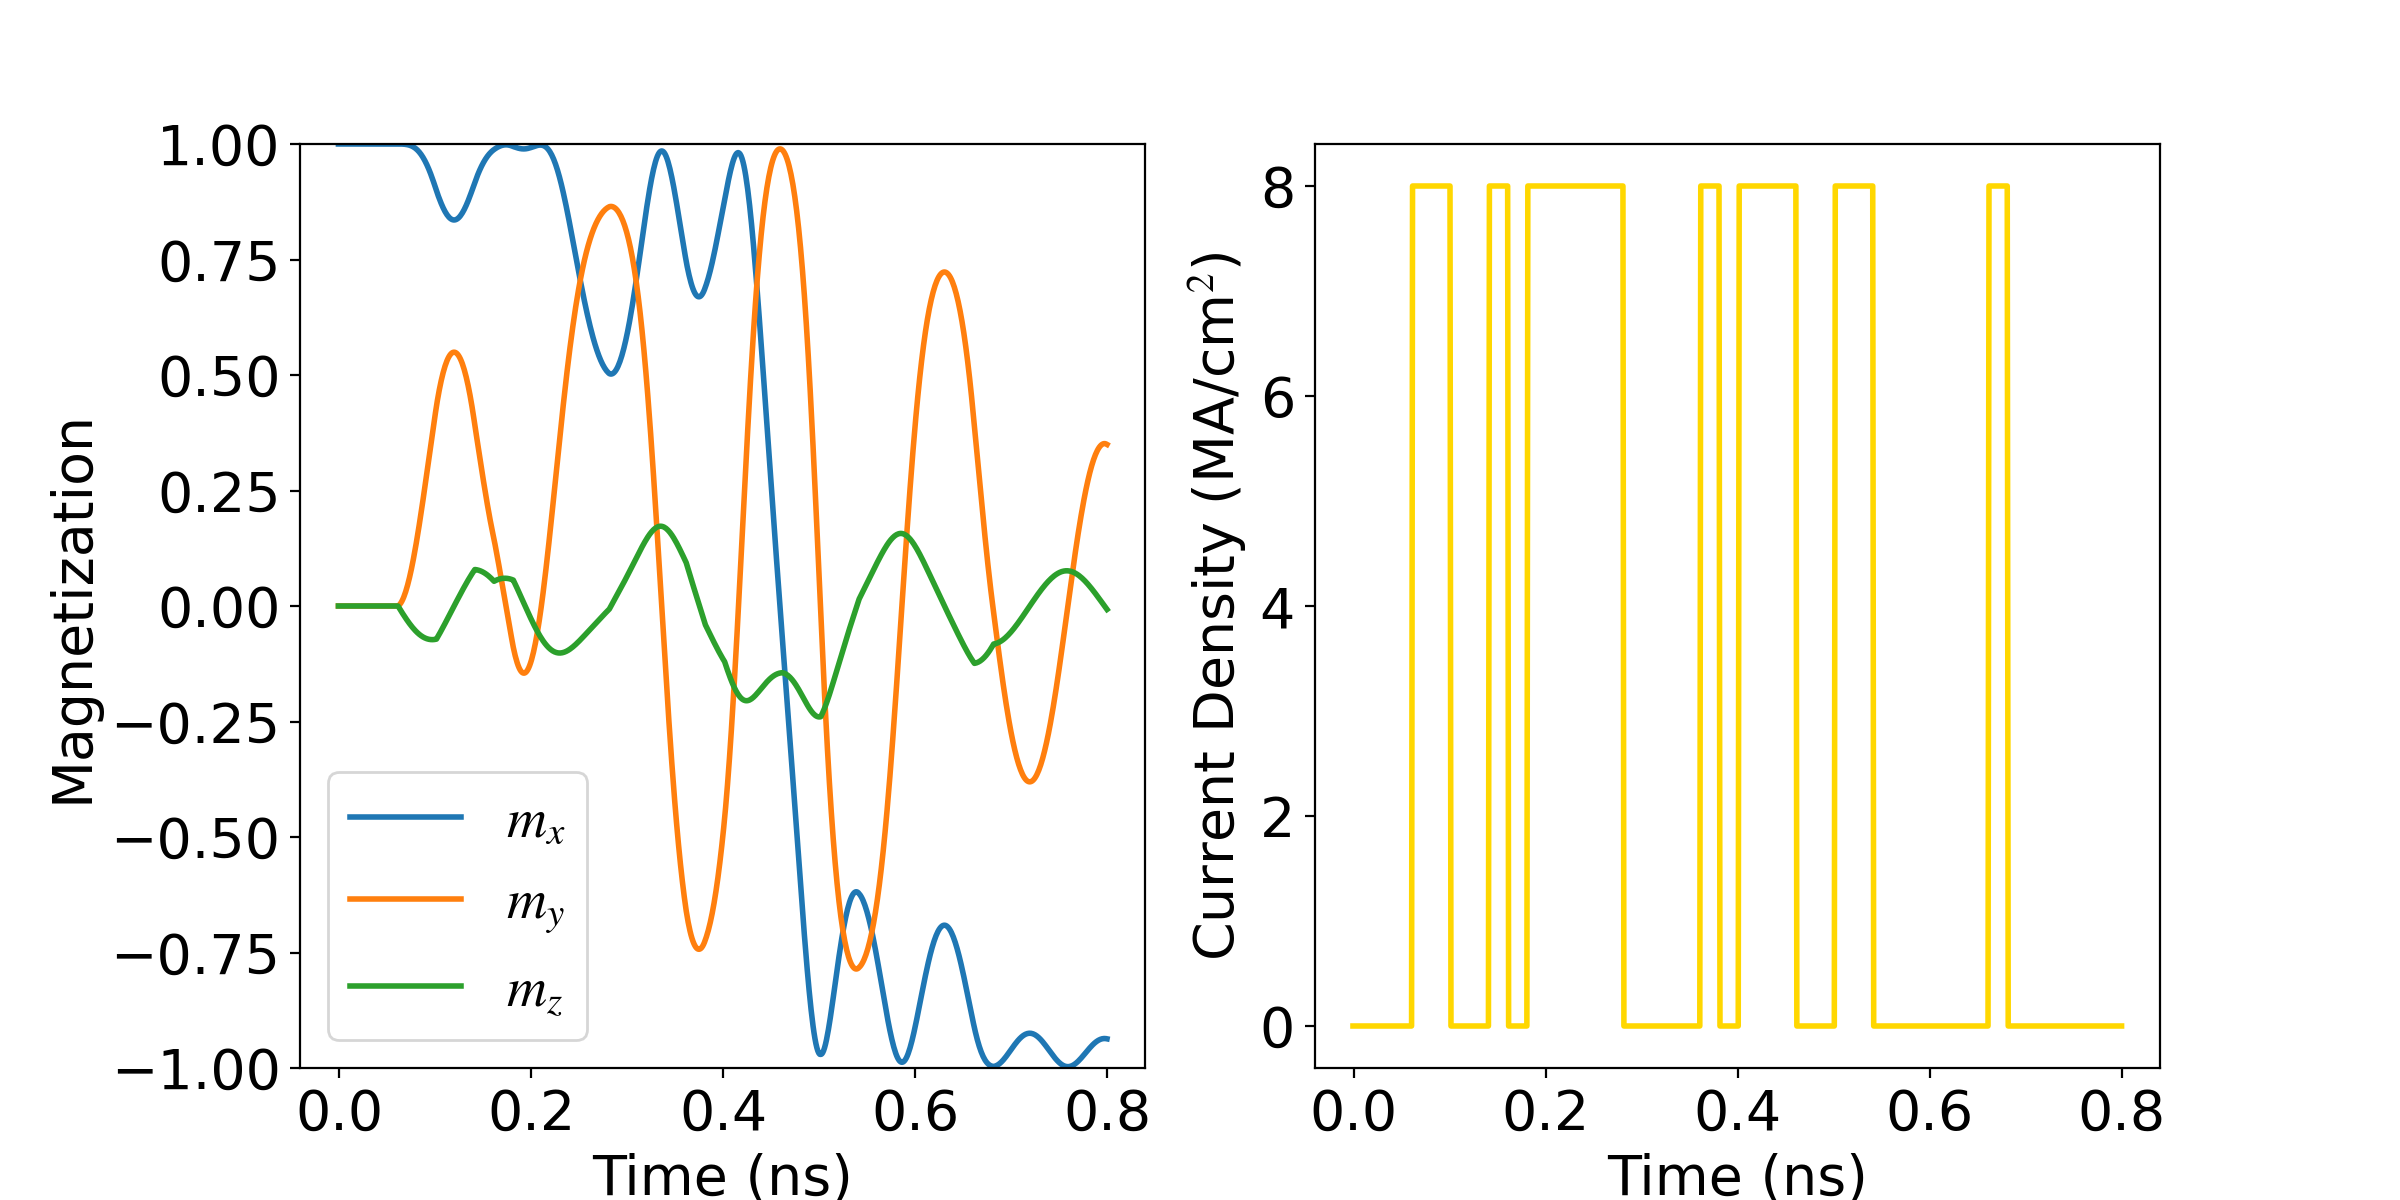 Magnetization
1.00
0.75
0.50
0.25
0.00
−0.25
−0.50
−0.75
−1.00
m_x
m_y
m_z
0.0 0.2 0.4 0.6 0.8
Time (ns)
Current Density (MA/cm²)
8
6
4
2
0
0.0 0.2 0.4 0.6 0.8
Time (ns)